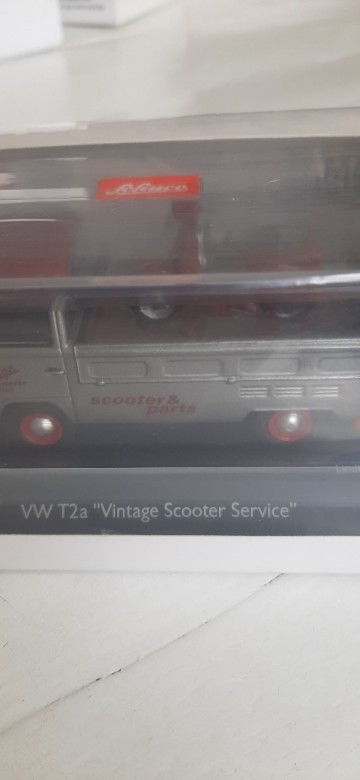 Schuco
scooter&
parts
VW T2a "Vintage Scooter Service"